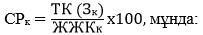 СРк = ТК (Зк) / ЖЖКк х100, мұнда: